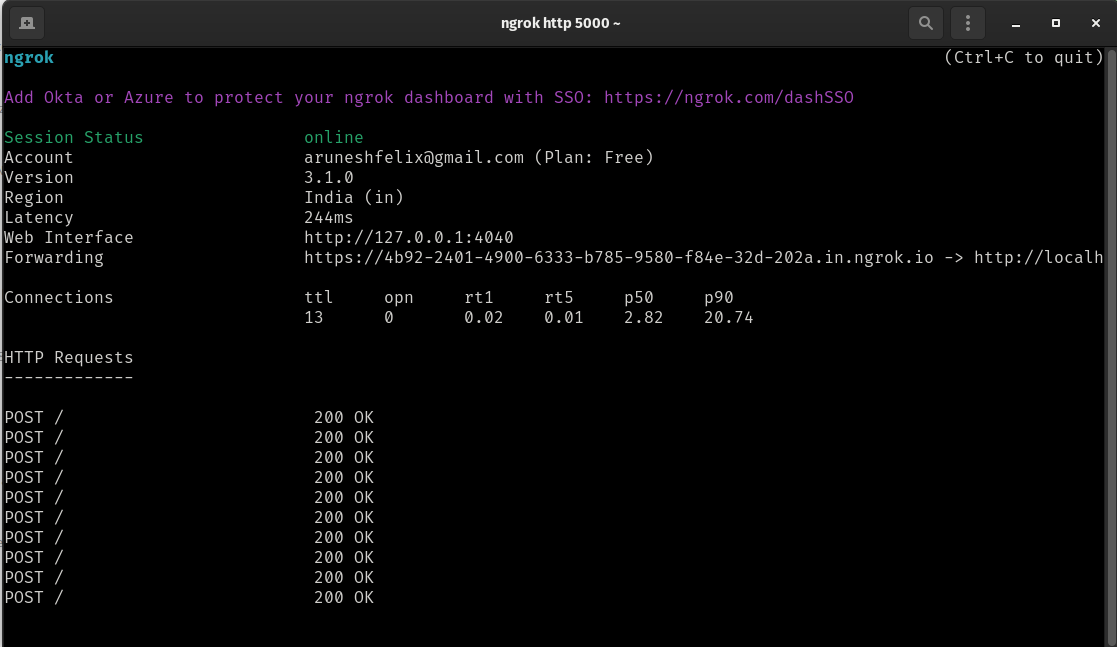 ngrok http 5000 ~
ngrok (Ctrl+C to quit)
Add Okta or Azure to protect your ngrok dashboard with SSO: https://ngrok.com/dashSSO
Session Status online
Account aruneshfelix@gmail.com (Plan: Free)
Version 3.1.0
Region India (in)
Latency 244ms
Web Interface http://127.0.0.1:4040
Forwarding https://4b92-2401-4900-6333-b785-9580-f84e-32d-202a.in.ngrok.io -> http://localh
Connections ttl opn rt1 rt5 p50 p90
13 0 0.02 0.01 2.82 20.74
HTTP Requests
-------------
POST / 200 OK
POST / 200 OK
POST / 200 OK
POST / 200 OK
POST / 200 OK
POST / 200 OK
POST / 200 OK
POST / 200 OK
POST / 200 OK
POST / 200 OK